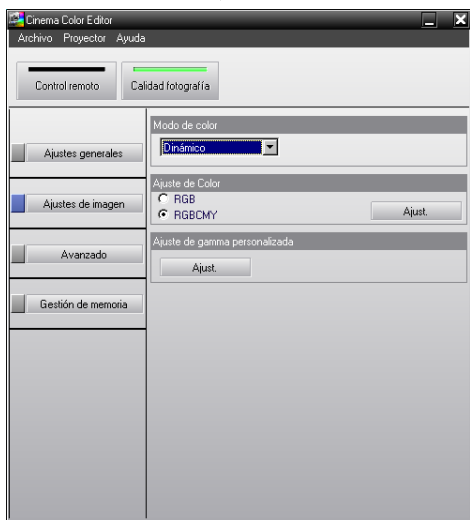 Cinema Color Editor
Archivo Proyector Ayuda
Control remoto
Calidad fotografía
Ajustes generales
Ajustes de imagen
Avanzado
Gestión de memoria
Modo de color
Dinámico
Ajuste de Color
RGB
RGBCMY
Ajust.
Ajuste de gamma personalizada
Ajust.